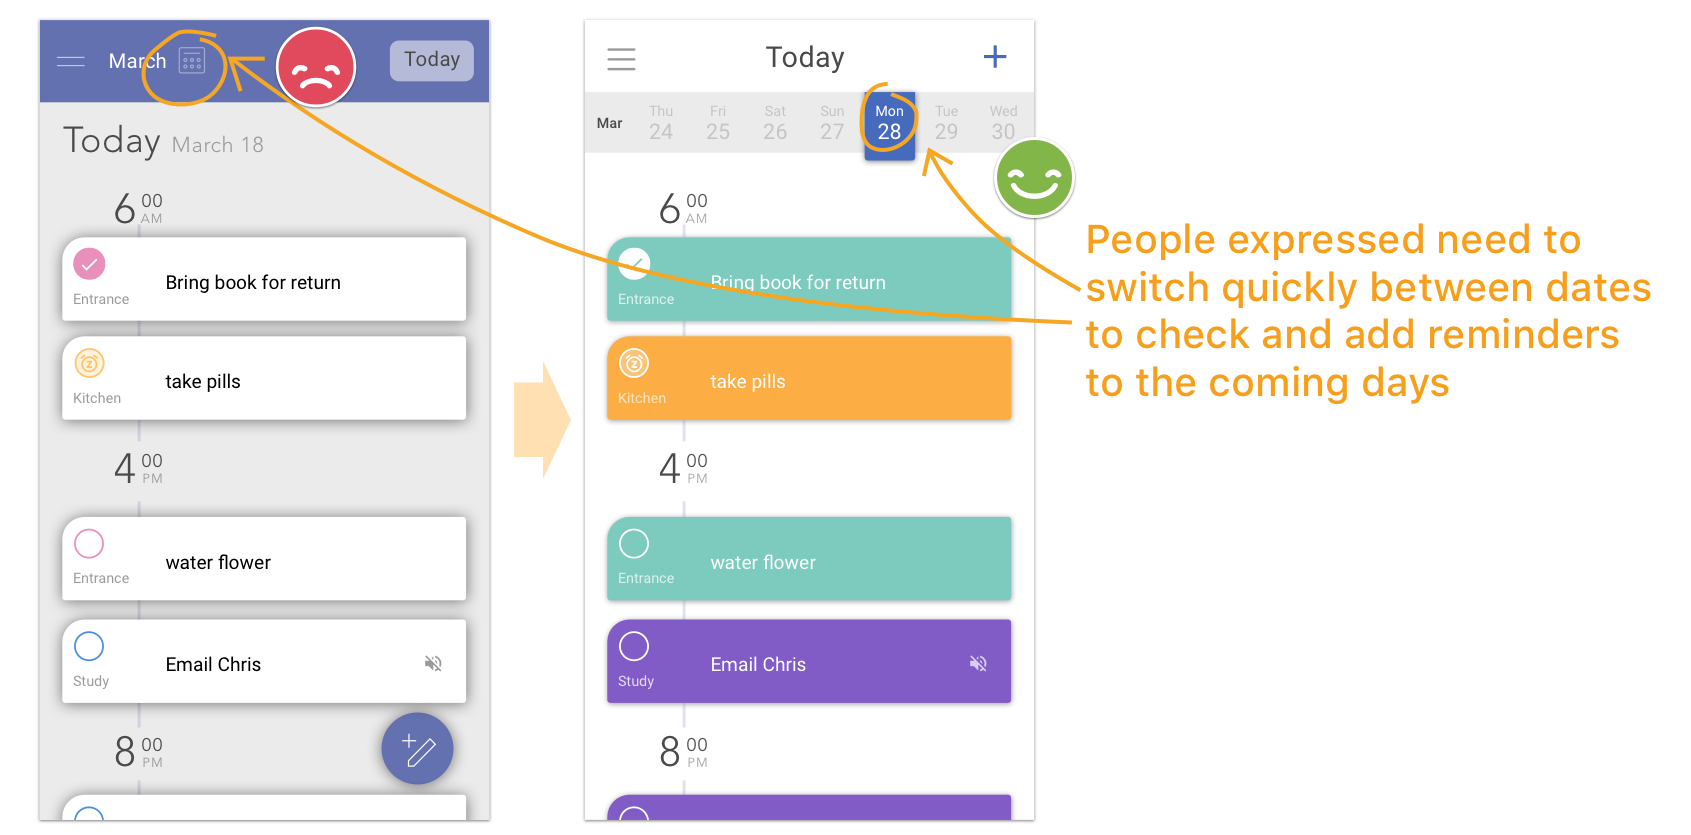 March
Today
Today March 18
6 00 AM
Bring book for return
Entrance
take pills
Kitchen
4 00 PM
water flower
Entrance
Email Chris
Study
8 00 PM
Today
Mar
Thu 24
Fri 25
Sat 26
Sun 27
Mon 28
Tue 29
Wed 30
6 00 AM
Bring book for return
Entrance
take pills
Kitchen
4 00 PM
water flower
Entrance
Email Chris
Study
8 00 PM
People expressed need to
switch quickly between dates
to check and add reminders
to the coming days